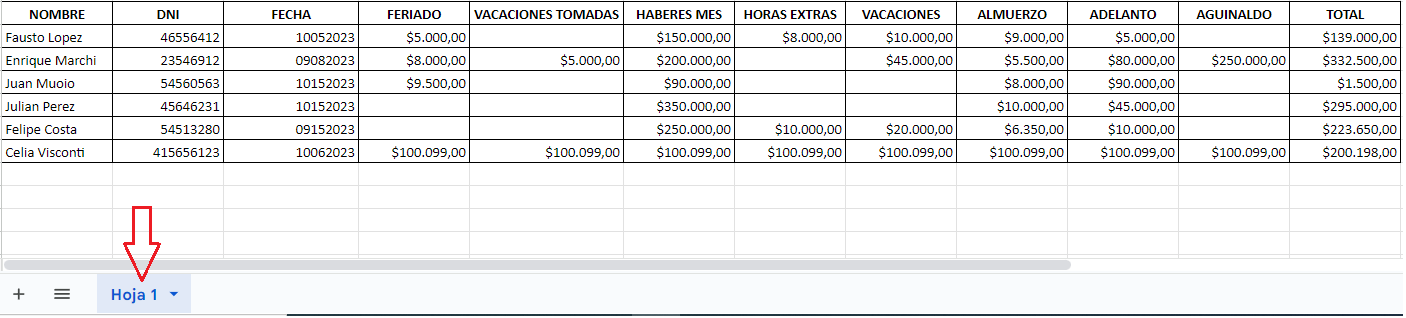 NOMBRE DNI FECHA FERIADO VACACIONES TOMADAS HABERES MES HORAS EXTRAS VACACIONES ALMUERZO ADELANTO AGUINALDO TOTAL
Fausto Lopez 46556412 10052023 $5.000,00 $150.000,00 $8.000,00 $10.000,00 $9.000,00 $5.000,00 $139.000,00
Enrique Marchi 23546912 09082023 $8.000,00 $5.000,00 $200.000,00 $45.000,00 $5.500,00 $80.000,00 $250.000,00 $332.500,00
Juan Muoio 54560563 10152023 $9.500,00 $90.000,00 $8.000,00 $90.000,00 $1.500,00
Julian Perez 45646231 10152023 $350.000,00 $10.000,00 $45.000,00 $295.000,00
Felipe Costa 54513280 09152023 $250.000,00 $10.000,00 $20.000,00 $6.350,00 $10.000,00 $223.650,00
Celia Visconti 415656123 10062023 $100.099,00 $100.099,00 $100.099,00 $100.099,00 $100.099,00 $100.099,00 $100.099,00 $100.099,00 $200.198,00
Hoja 1